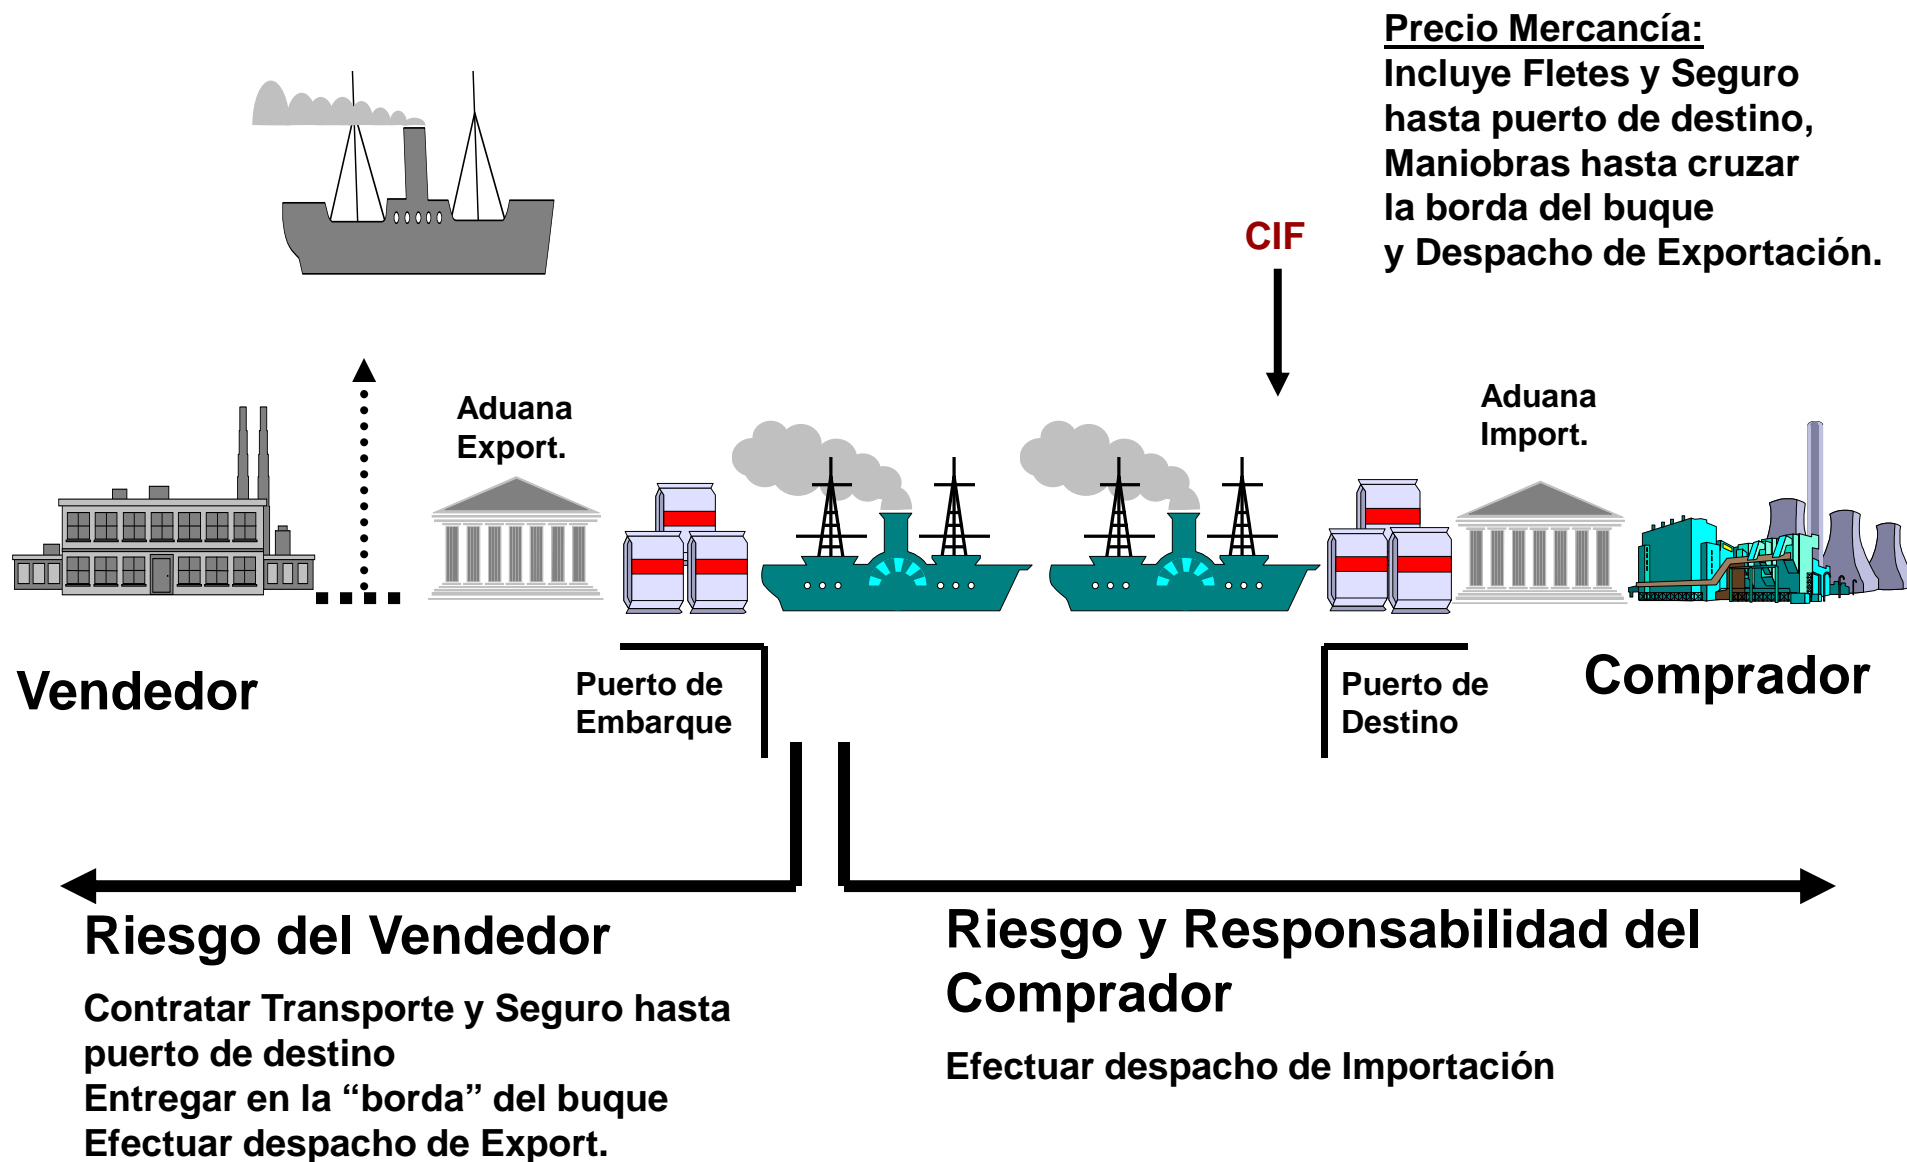 Precio Mercancía:
Incluye Fletes y Seguro
hasta puerto de destino,
Maniobras hasta cruzar
la borda del buque
y Despacho de Exportación.
CIF
Aduana
Export.
Aduana
Import.
Vendedor
Puerto de
Embarque
Puerto de
Destino
Comprador
Riesgo del Vendedor
Contratar Transporte y Seguro hasta
puerto de destino
Entregar en la “borda” del buque
Efectuar despacho de Export.
Riesgo y Responsabilidad del
Comprador
Efectuar despacho de Importación